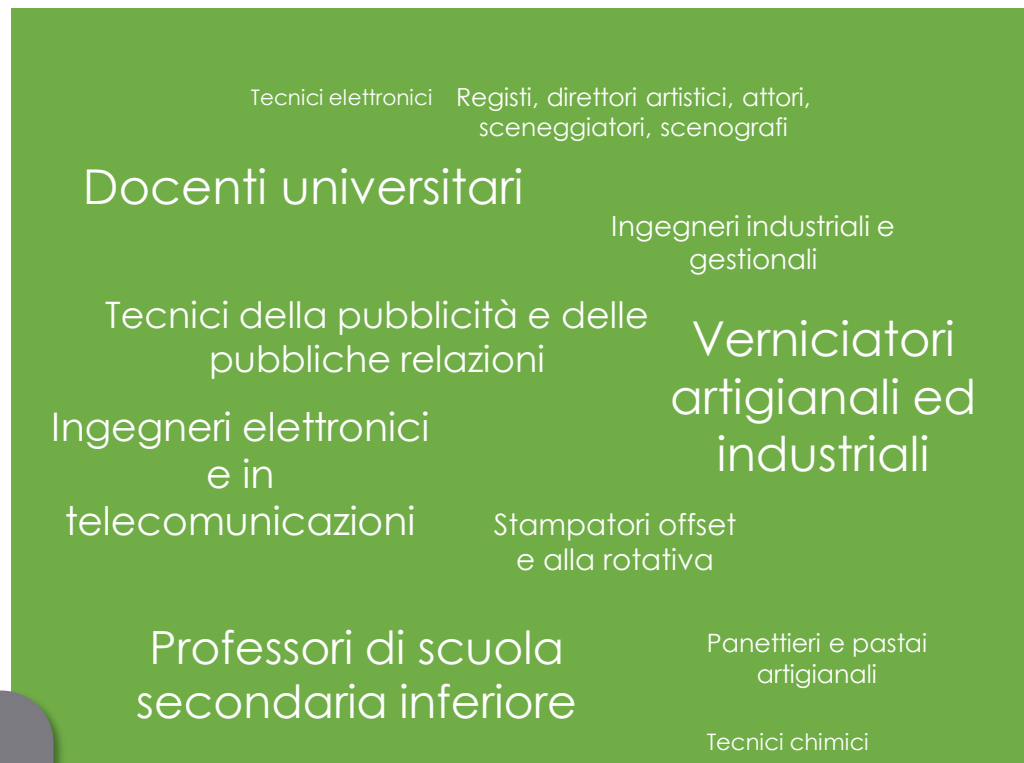 Tecnici elettronici
Registi, direttori artistici, attori,
sceneggiatori, scenografi
Docenti universitari
Ingegneri industriali e
gestionali
Tecnici della pubblicità e delle
pubbliche relazioni
Verniciatori
artigianali ed
industriali
Ingegneri elettronici
e in
telecomunicazioni
Stampatori offset
e alla rotativa
Professori di scuola
secondaria inferiore
Panettieri e pastai
artigianali
Tecnici chimici